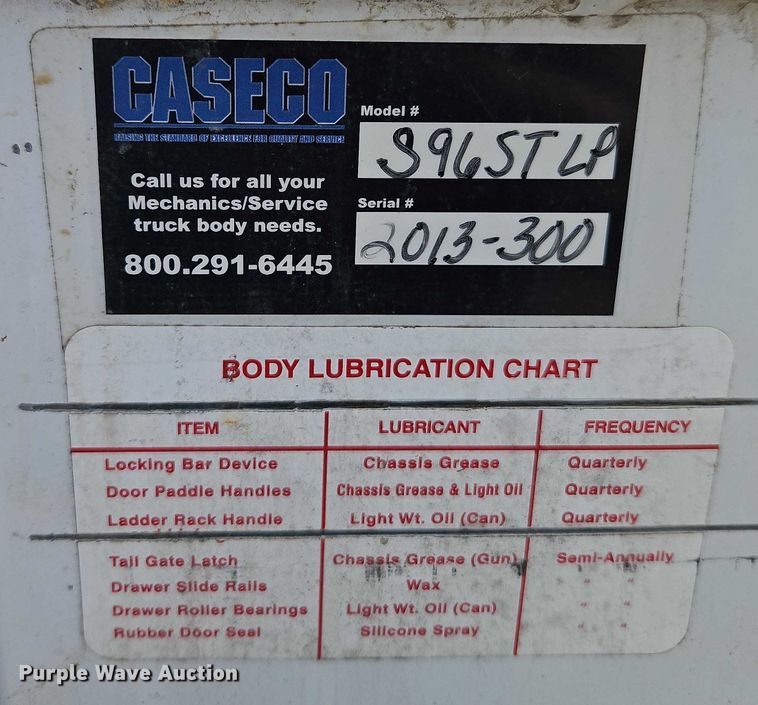 CASECO
RAISING THE STANDARD OF EXCELLENCE FOR QUALITY AND SERVICE
Call us for all your
Mechanics/Service
truck body needs.
800.291-6445
Model #
S96STLP
Serial #
2013-300
BODY LUBRICATION CHART
ITEM LUBRICANT FREQUENCY
Locking Bar Device Chassis Grease Quarterly
Door Paddle Handles Chassis Grease & Light Oil Quarterly
Ladder Rack Handle Light Wt. Oil (Can) Quarterly
Tail Gate Latch Chassis Grease (Gun) Semi-Annually
Drawer Slide Rails Wax " "
Drawer Roller Bearings Light Wt. Oil (Can) " "
Rubber Door Seal Silicone Spray " "
Purple Wave Auction